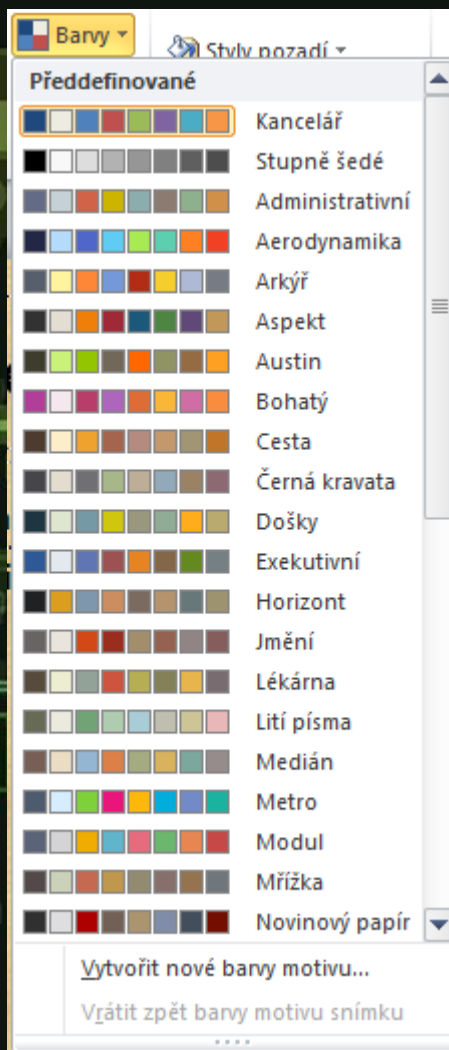 Barvy
Styly pozadí
Předdefinované
Kancelář
Stupně šedé
Administrativní
Aerodynamika
Arkýř
Aspekt
Austin
Bohatý
Cesta
Černá kravata
Došky
Exekutivní
Horizont
Jmění
Lékárna
Lití písma
Medián
Metro
Modul
Mřížka
Novinový papír
Vytvořit nové barvy motivu...
Vrátit zpět barvy motivu snímku